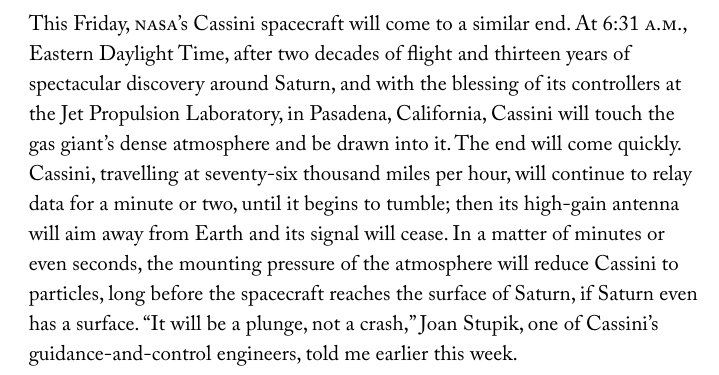 This Friday, NASA’s Cassini spacecraft will come to a similar end. At 6:31 A.M.,
Eastern Daylight Time, after two decades of flight and thirteen years of
spectacular discovery around Saturn, and with the blessing of its controllers at
the Jet Propulsion Laboratory, in Pasadena, California, Cassini will touch the
gas giant’s dense atmosphere and be drawn into it. The end will come quickly.
Cassini, travelling at seventy-six thousand miles per hour, will continue to relay
data for a minute or two, until it begins to tumble; then its high-gain antenna
will aim away from Earth and its signal will cease. In a matter of minutes or
even seconds, the mounting pressure of the atmosphere will reduce Cassini to
particles, long before the spacecraft reaches the surface of Saturn, if Saturn even
has a surface. “It will be a plunge, not a crash,” Joan Stupik, one of Cassini’s
guidance-and-control engineers, told me earlier this week.